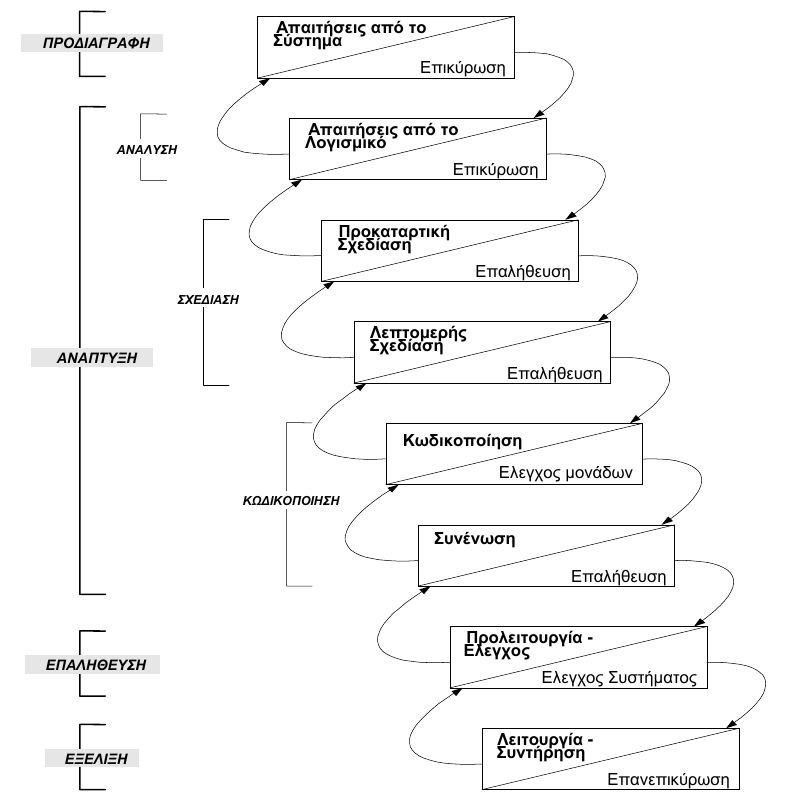 ΠΡΟΔΙΑΓΡΑΦΗ
Απαιτήσεις από το
Σύστημα
Επικύρωση
ΑΝΑΛΥΣΗ
Απαιτήσεις από το
Λογισμικό
Επικύρωση
Προκαταρτική
Σχεδίαση
Επαλήθευση
ΣΧΕΔΙΑΣΗ
ΑΝΑΠΤΥΞΗ
Λεπτομερής
Σχεδίαση
Επαλήθευση
Κωδικοποίηση
Ελεγχος μονάδων
ΚΩΔΙΚΟΠΟΙΗΣΗ
Συνένωση
Επαλήθευση
ΕΠΑΛΗΘΕΥΣΗ
Προλειτουργία -
Ελεγχος
Ελεγχος Συστήματος
ΕΞΕΛΙΞΗ
Λειτουργία -
Συντήρηση
Επανεπικύρωση